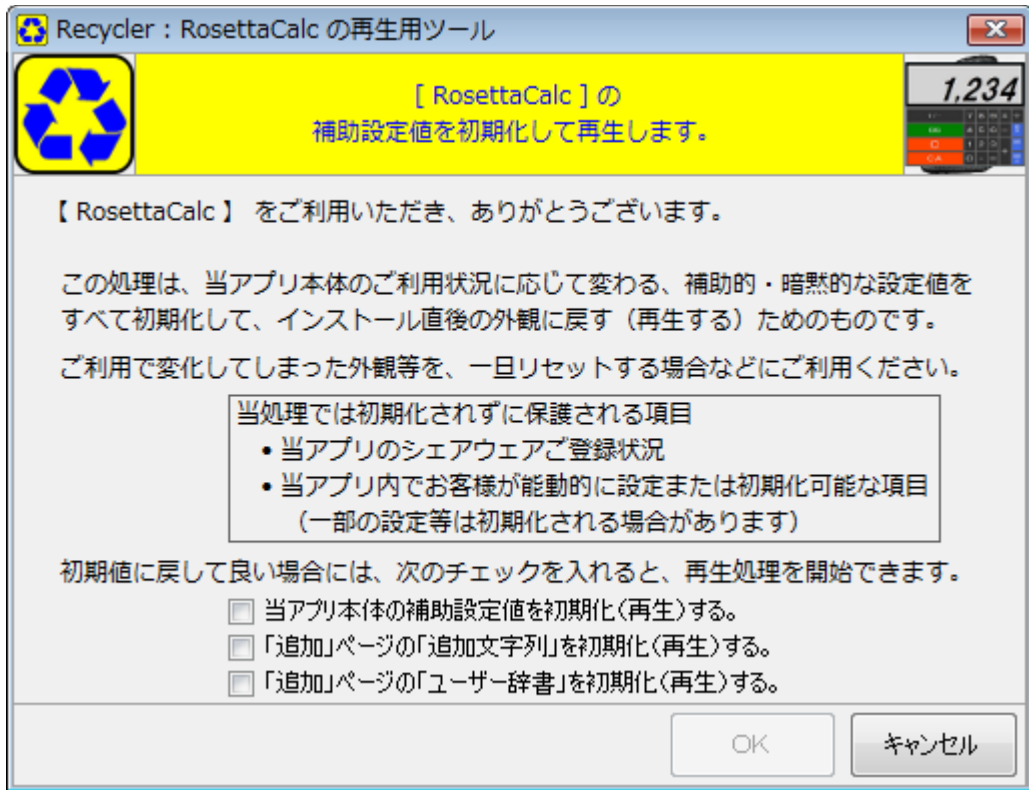 Recycler : RosettaCalc の再生用ツール
[ RosettaCalc ] の
補助設定値を初期化して再生します。
1,234
【 RosettaCalc 】 をご利用いただき、ありがとうございます。
この処理は、当アプリ本体のご利用状況に応じて変わる、補助的・暗黙的な設定値を
すべて初期化して、インストール直後の外観に戻す（再生する）ためのものです。
ご利用で変化してしまった外観等を、一旦リセットする場合などにご利用ください。
当処理では初期化されずに保護される項目
• 当アプリのシェアウェアご登録状況
• 当アプリ内でお客様が能動的に設定または初期化可能な項目
（一部の設定等は初期化される場合があります）
初期値に戻して良い場合には、次のチェックを入れると、再生処理を開始できます。
当アプリ本体の補助設定値を初期化(再生)する。
「追加」ページの「追加文字列」を初期化(再生)する。
「追加」ページの「ユーザー辞書」を初期化(再生)する。
OK
キャンセル